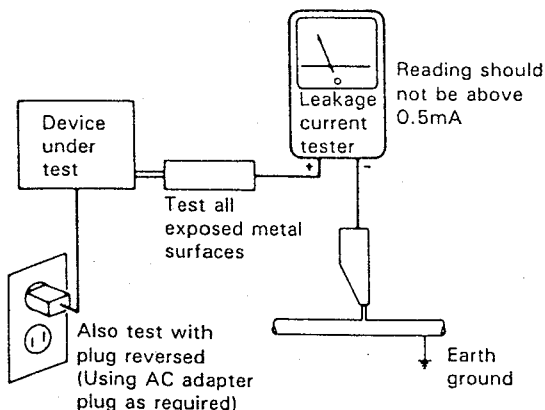 Device
under
test
Leakage
current
tester
+
-
Reading should
not be above
0.5mA
Test all
exposed metal
surfaces
Also test with
plug reversed
(Using AC adapter
plug as required)
Earth
ground